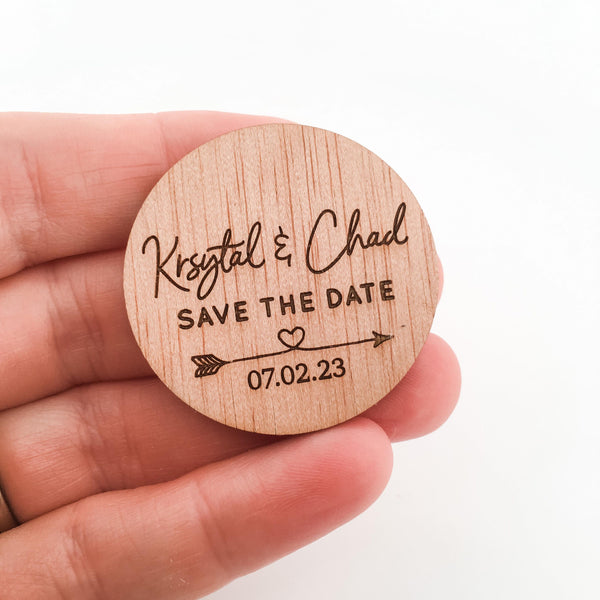 Krsytal & Chad
SAVE THE DATE
07.02.23